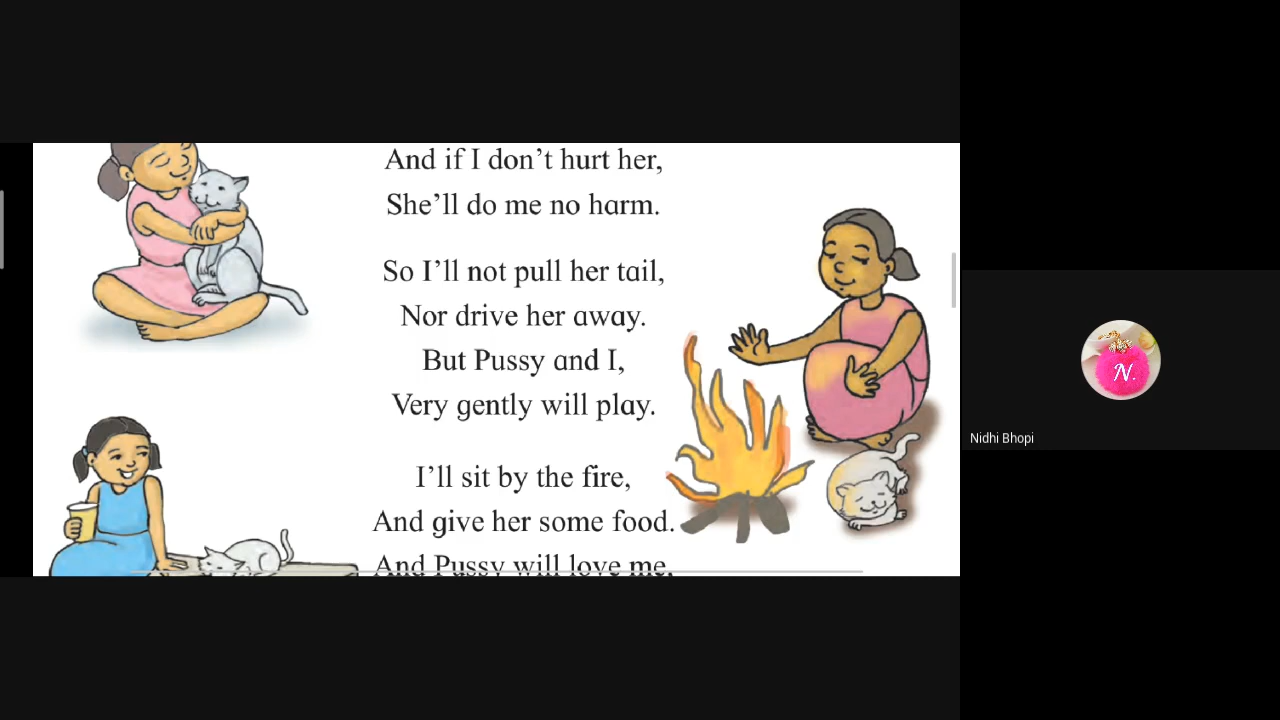 And if I don't hurt her,
She'll do me no harm.
So I'll not pull her tail,
Nor drive her away.
But Pussy and I,
Very gently will play.
I'll sit by the fire,
And give her some food.
And Pussy will love me,
N.
Nidhi Bhopi